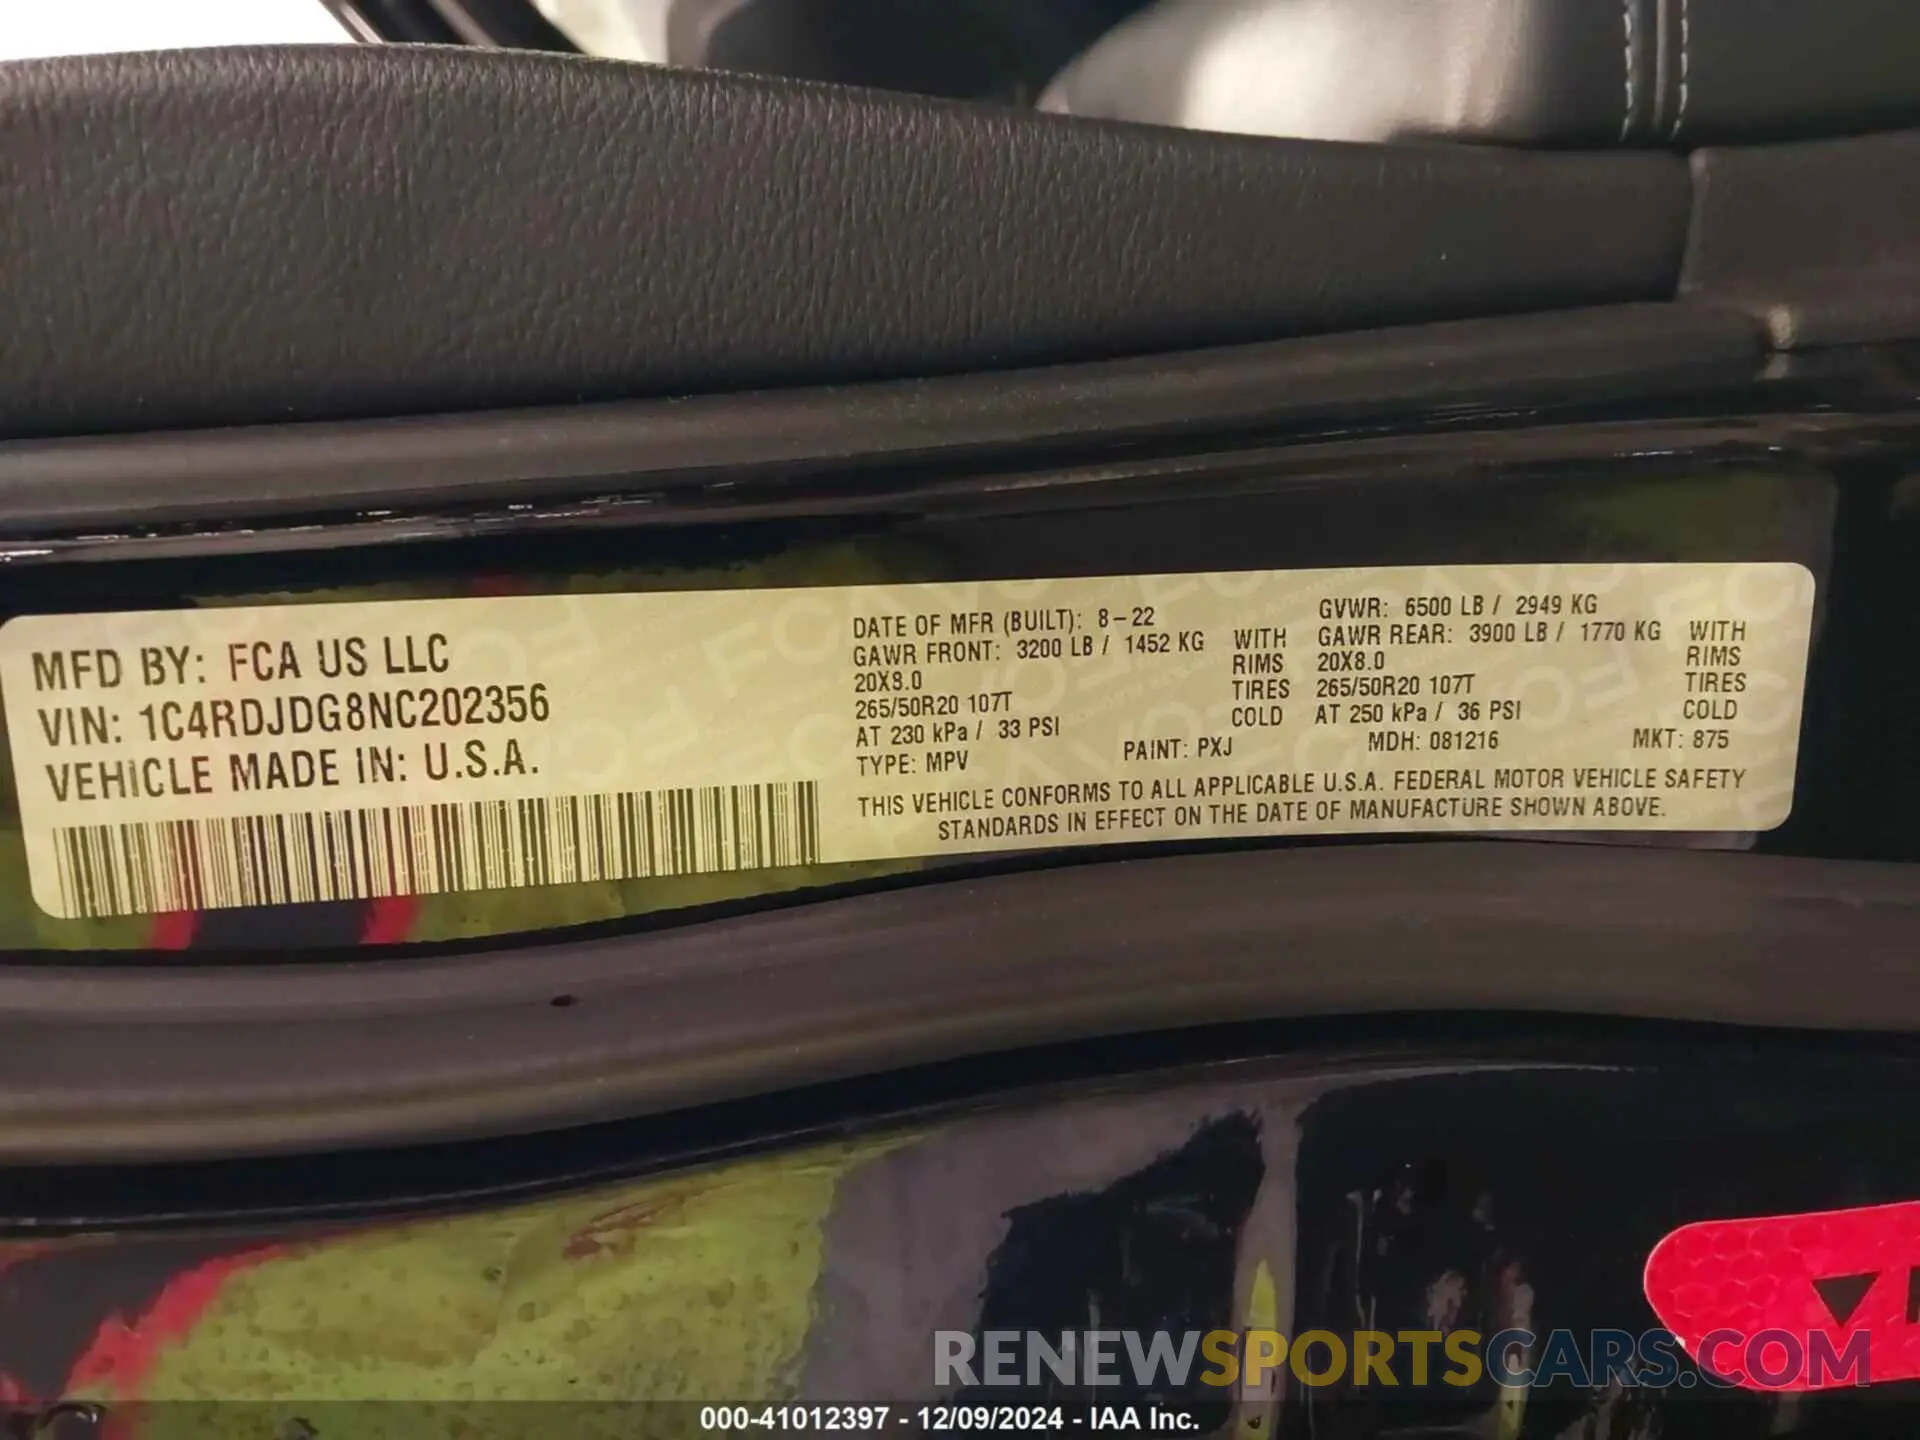 MFD BY: FCA US LLC
VIN: 1C4RDJDG8NC202356
VEHICLE MADE IN: U.S.A.
DATE OF MFR (BUILT): 8-22
GAWR FRONT: 3200 LB / 1452 KG WITH
20X8.0 RIMS
265/50R20 107T TIRES
AT 230 kPa / 33 PSI COLD
GVWR: 6500 LB / 2949 KG
GAWR REAR: 3900 LB / 1770 KG WITH
20X8.0 RIMS
265/50R20 107T TIRES
AT 250 kPa / 36 PSI COLD
TYPE: MPV PAINT: PXJ MDH: 081216 MKT: 875
THIS VEHICLE CONFORMS TO ALL APPLICABLE U.S.A. FEDERAL MOTOR VEHICLE SAFETY
STANDARDS IN EFFECT ON THE DATE OF MANUFACTURE SHOWN ABOVE.
RENEWSPORTSCARS.COM
000-41012397 - 12/09/2024 - IAA Inc.